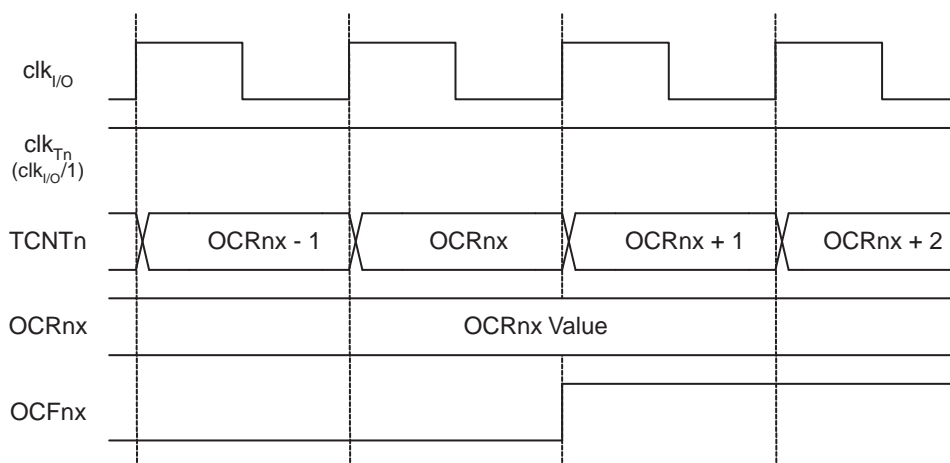 clkI/O
clkTn
(clkI/O/1)
TCNTn OCRnx - 1 OCRnx OCRnx + 1 OCRnx + 2
OCRnx OCRnx Value
OCFnx